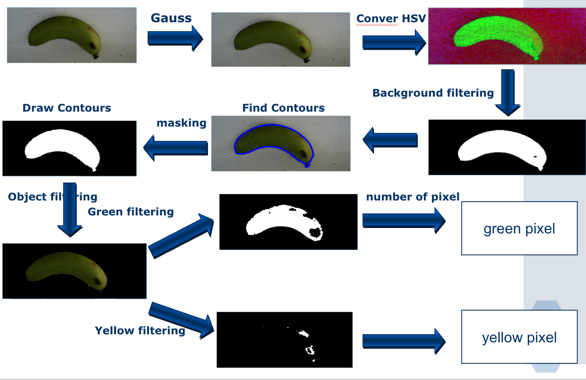 Gauss
Conver HSV
Background filtering
Draw Contours
Find Contours
masking
Object filtering
Green filtering
number of pixel
green pixel
Yellow filtering
yellow pixel